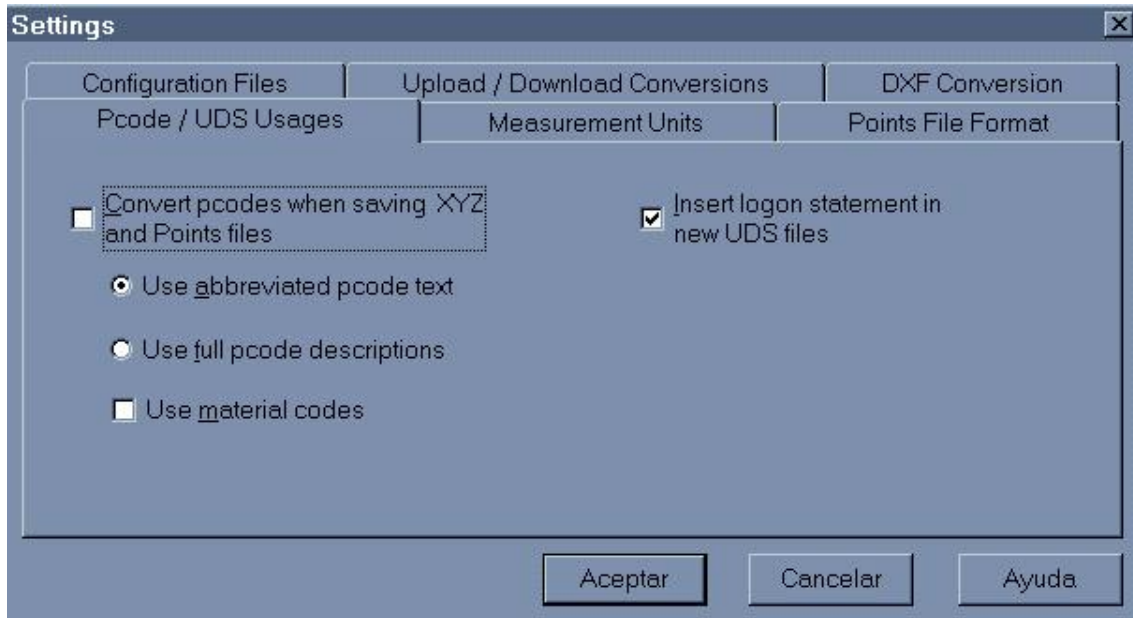 Settings
Configuration Files
Upload / Download Conversions
DXF Conversion
Pcode / UDS Usages
Measurement Units
Points File Format
Convert pcodes when saving XYZ
and Points files
Insert logon statement in
new UDS files
Use abbreviated pcode text
Use full pcode descriptions
Use material codes
Aceptar
Cancelar
Ayuda